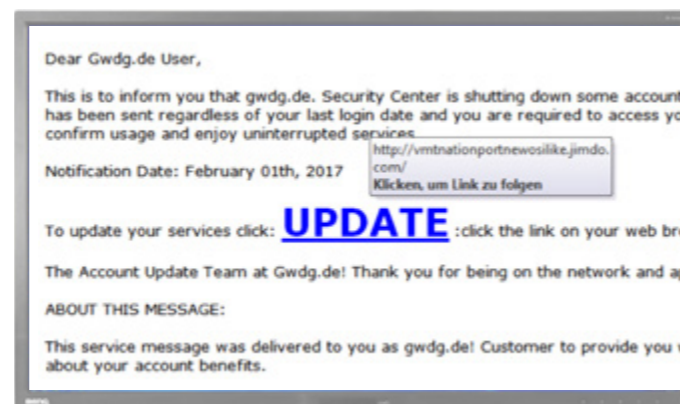 Dear Gwdg.de User,
This is to inform you that gwdg.de. Security Center is shutting down some account
has been sent regardless of your last login date and you are required to access yo
confirm usage and enjoy uninterrupted services
http://vmtnationportnewosilike.jimdo.
com/
Klicken, um Link zu folgen
Notification Date: February 01th, 2017
To update your services click: UPDATE :click the link on your web bro
The Account Update Team at Gwdg.de! Thank you for being on the network and ap
ABOUT THIS MESSAGE:
This service message was delivered to you as gwdg.de! Customer to provide you
about your account benefits.